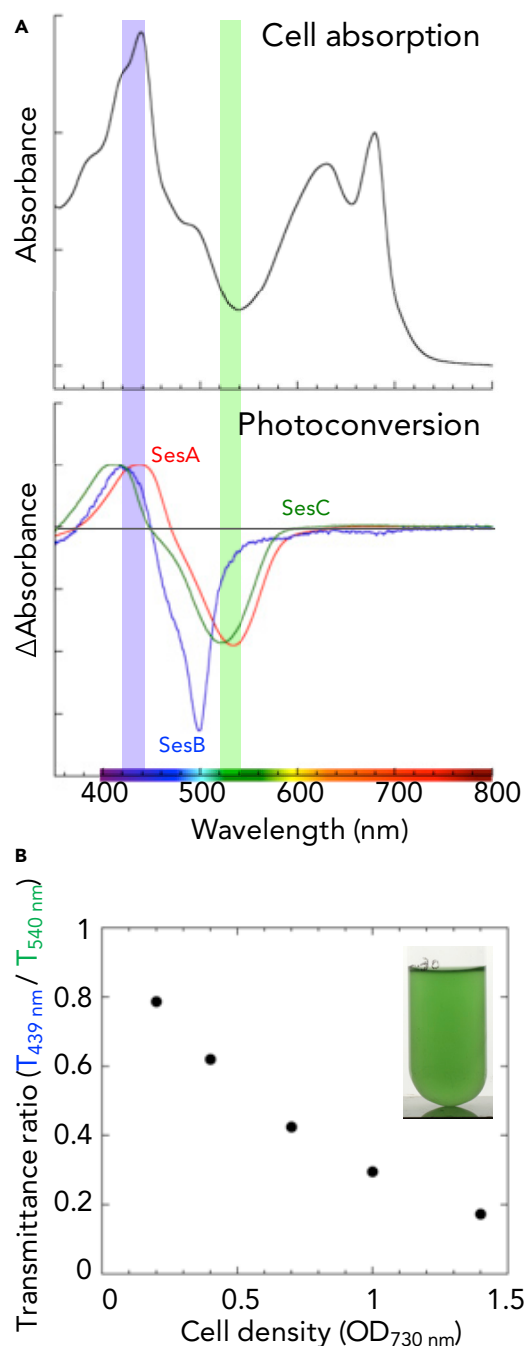 A
Cell absorption
Absorbance
Photoconversion
SesA
SesC
ΔAbsorbance
SesB
400 500 600 700 800
Wavelength (nm)
B
Transmittance ratio (T439 nm / T540 nm)
1
0.8
0.6
0.4
0.2
0
0 0.5 1 1.5
Cell density (OD730 nm)